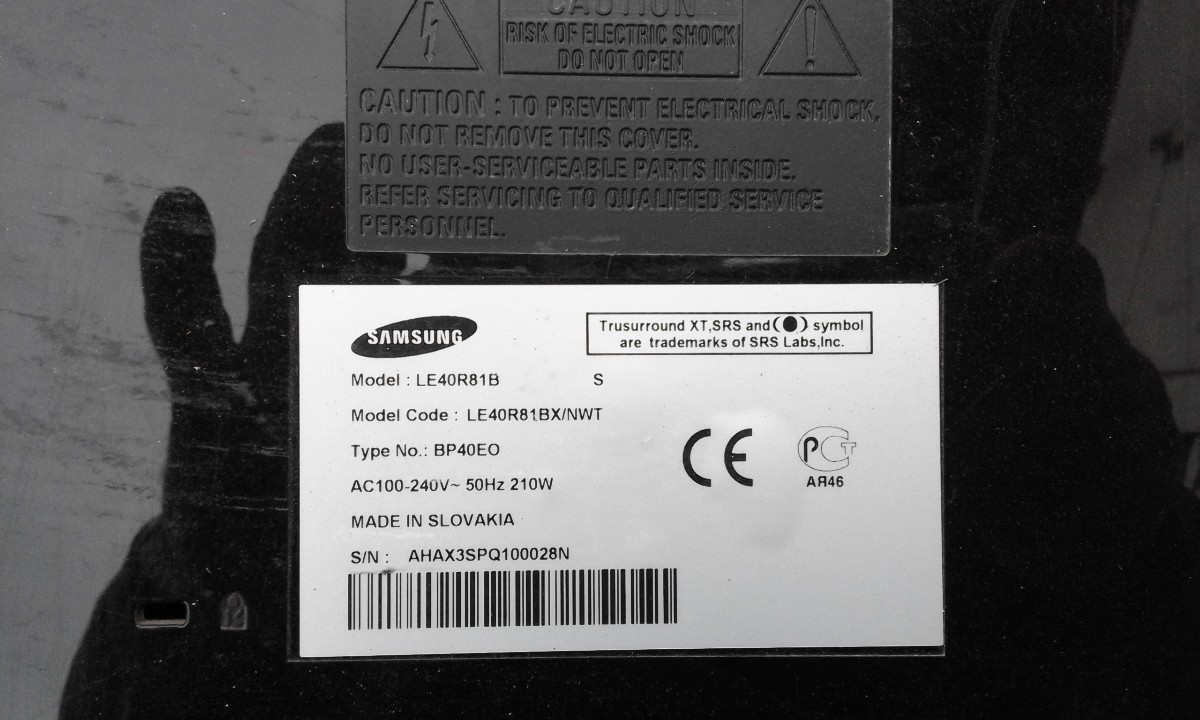 CAUTION
RISK OF ELECTRIC SHOCK
DO NOT OPEN
CAUTION : TO PREVENT ELECTRICAL SHOCK,
DO NOT REMOVE THIS COVER.
NO USER-SERVICEABLE PARTS INSIDE.
REFER SERVICING TO QUALIFIED SERVICE
PERSONNEL.
SAMSUNG
Trusurround XT,SRS and (●) symbol
are trademarks of SRS Labs,Inc.
Model : LE40R81B S
Model Code : LE40R81BX/NWT
Type No.: BP40EO
AC100-240V~ 50Hz 210W
MADE IN SLOVAKIA
S/N : AHAX3SPQ100028N
CE
РСТ
АЯ46